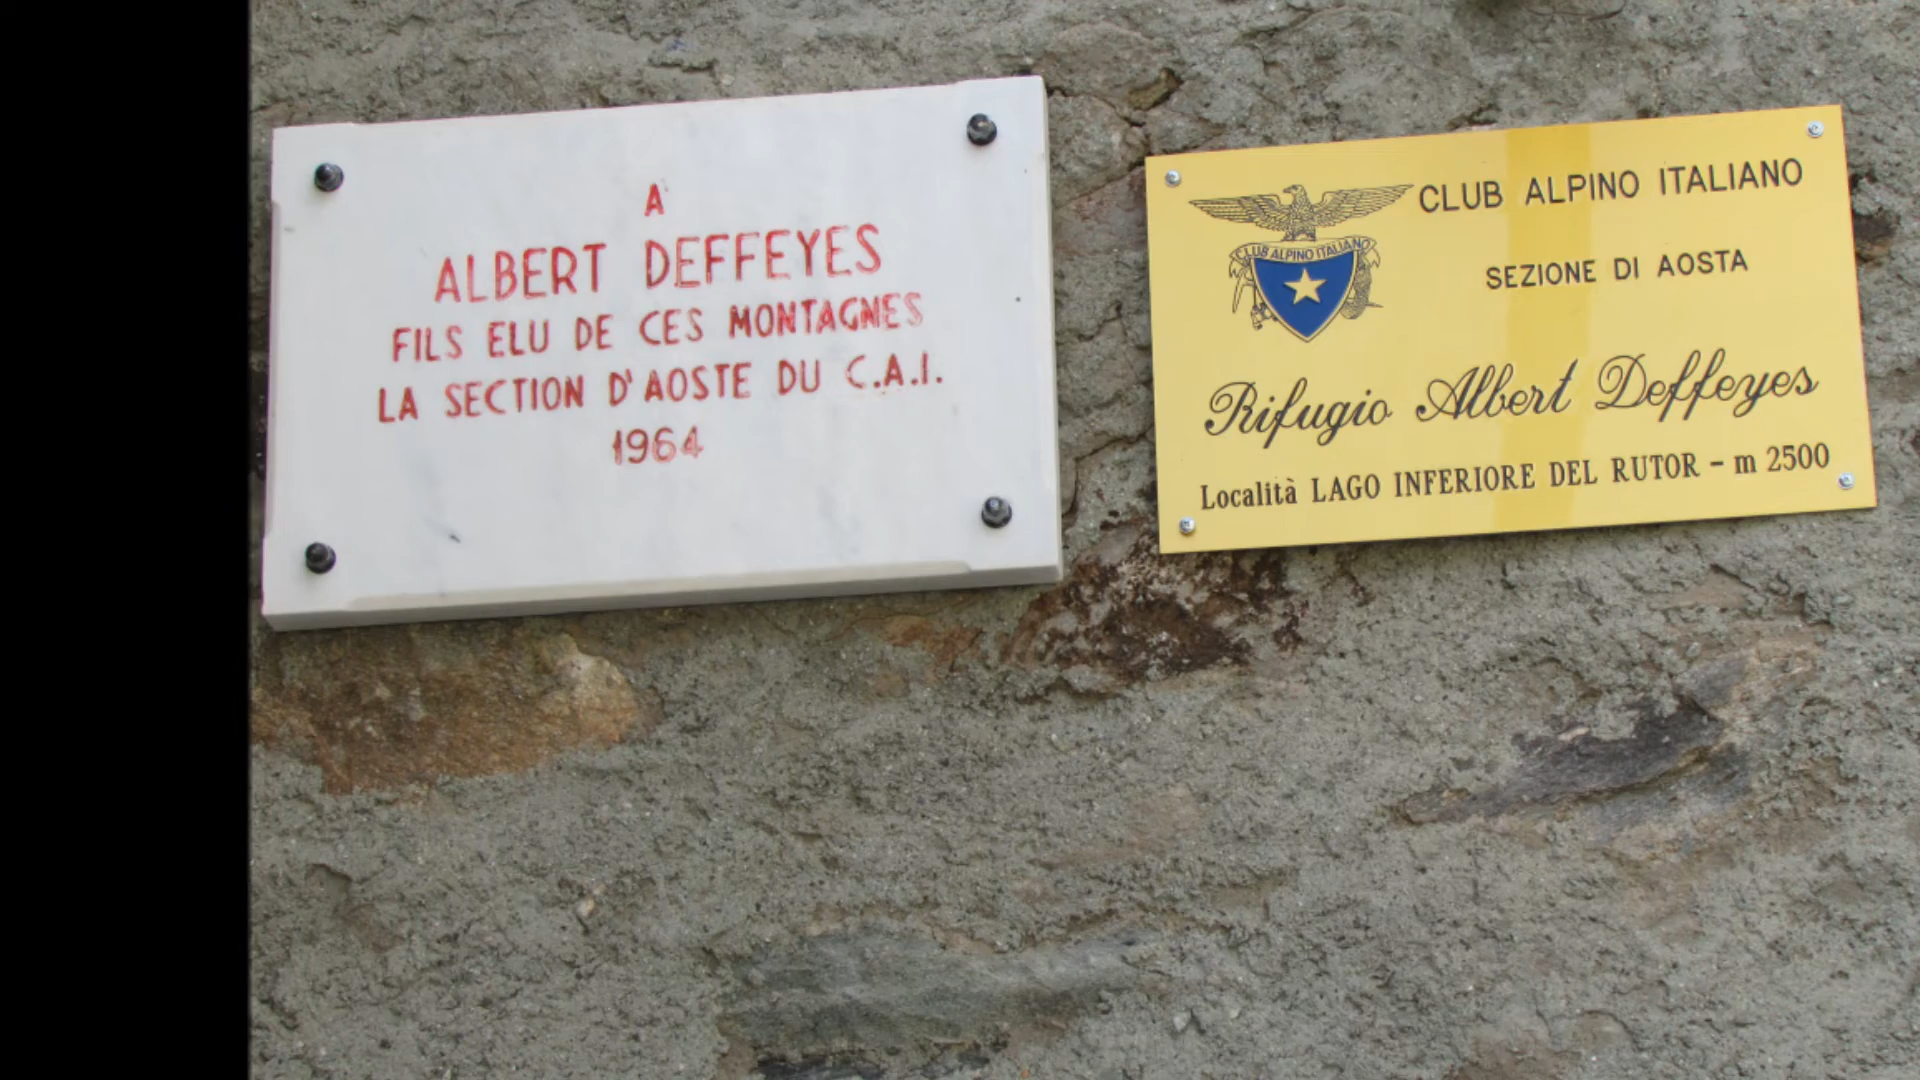 A
ALBERT DEFFEYES
FILS ELU DE CES MONTAGNES
LA SECTION D'AOSTE DU C.A.I.
1964
CLUB ALPINO ITALIANO
CLUB ALPINO ITALIANO
SEZIONE DI AOSTA
Rifugio Albert Deffeyes
Località LAGO INFERIORE DEL RUTOR – m 2500